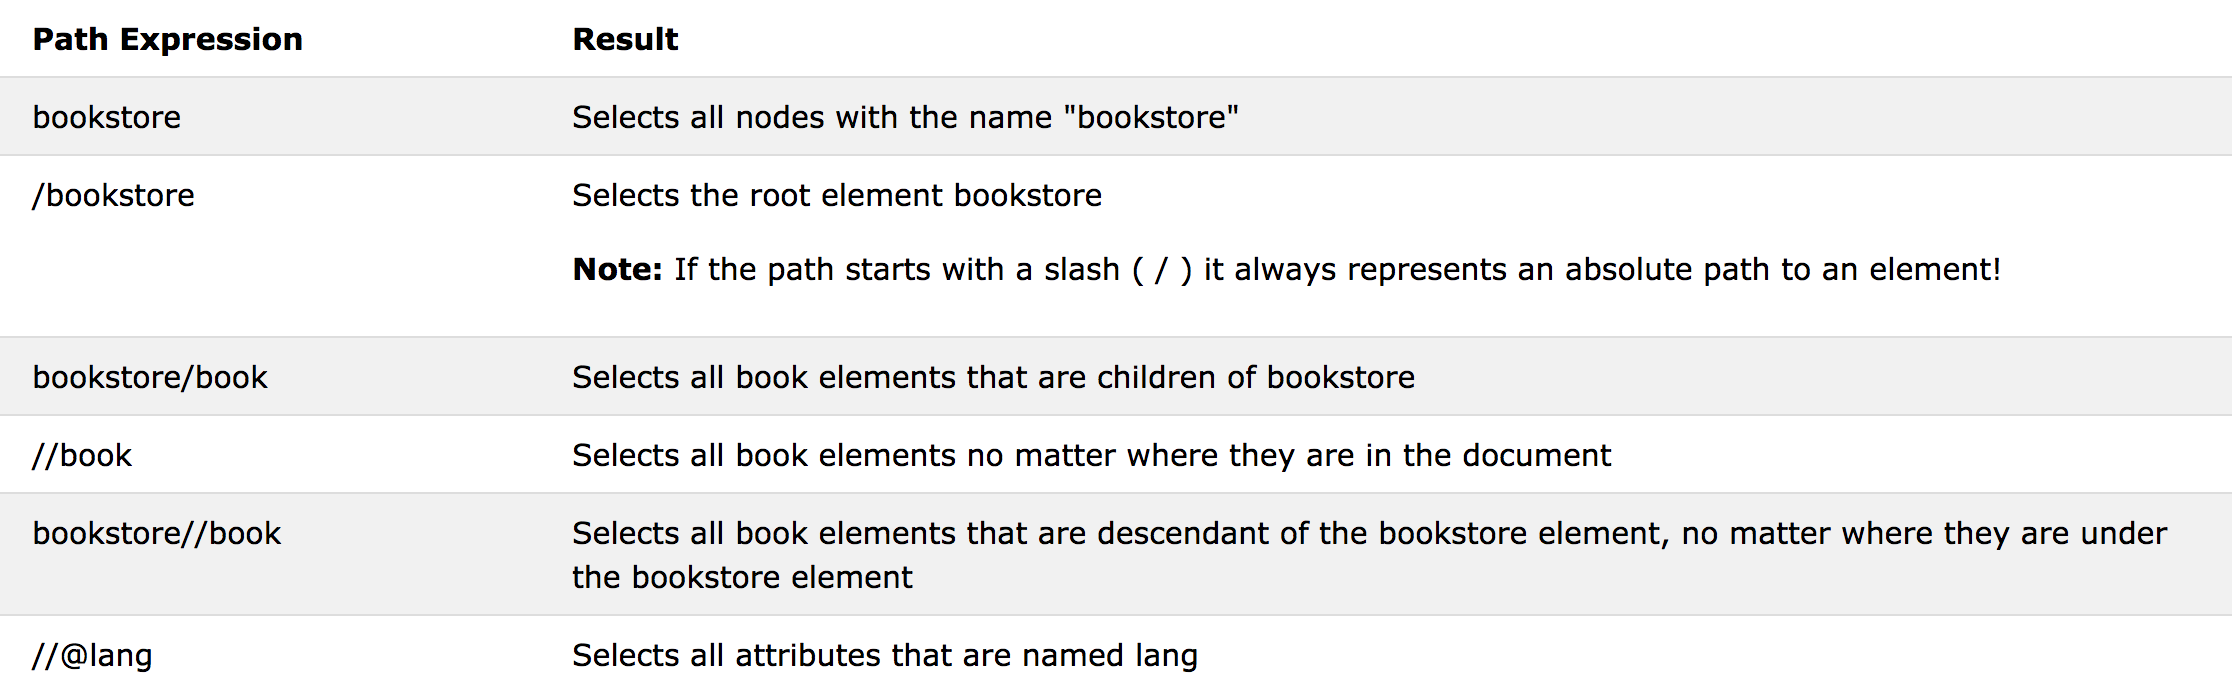 Path Expression Result
bookstore Selects all nodes with the name "bookstore"
/bookstore Selects the root element bookstore
Note: If the path starts with a slash ( / ) it always represents an absolute path to an element!
bookstore/book Selects all book elements that are children of bookstore
//book Selects all book elements no matter where they are in the document
bookstore//book Selects all book elements that are descendant of the bookstore element, no matter where they are under
the bookstore element
//@lang Selects all attributes that are named lang